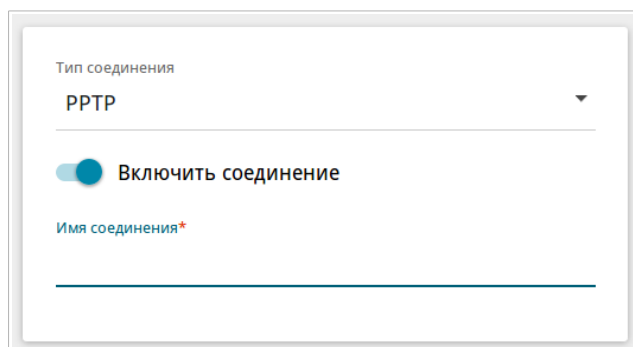 Тип соединения
PPTP
Включить соединение
Имя соединения*